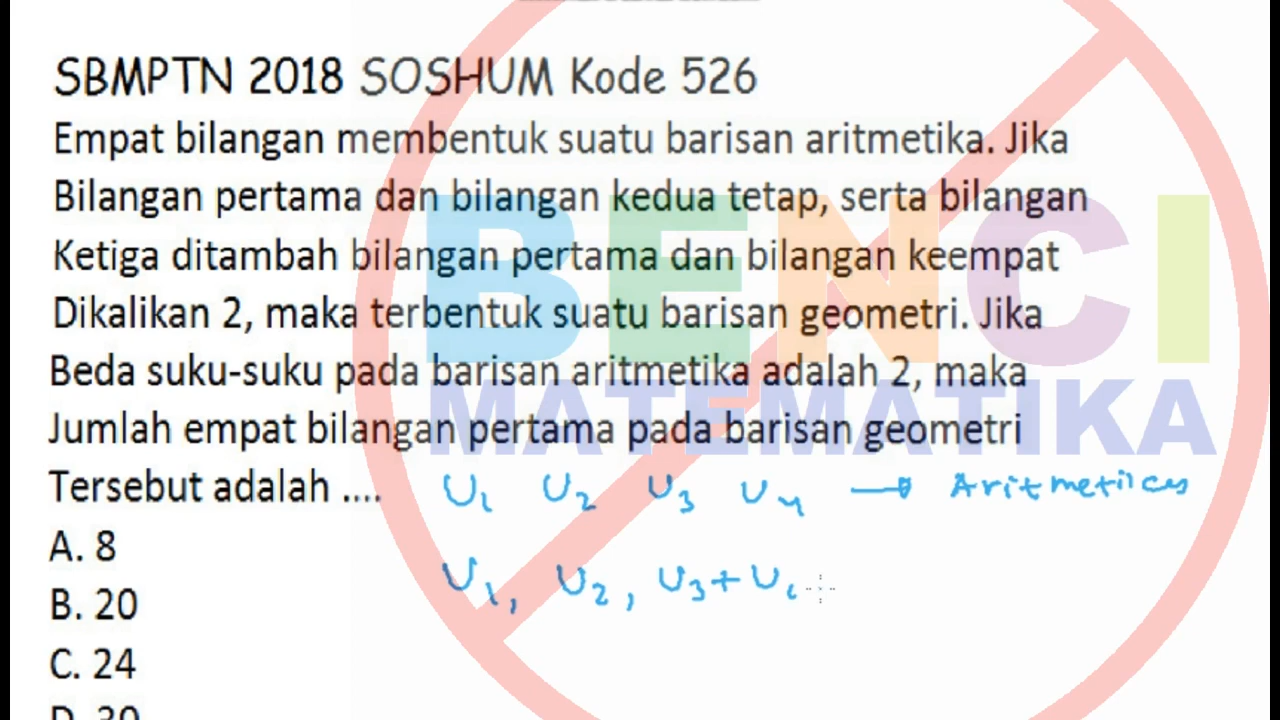 SBMPTN 2018 SOSHUM Kode 526
Empat bilangan membentuk suatu barisan aritmetika. Jika
Bilangan pertama dan bilangan kedua tetap, serta bilangan
Ketiga ditambah bilangan pertama dan bilangan keempat
Dikalikan 2, maka terbentuk suatu barisan geometri. Jika
Beda suku-suku pada barisan aritmetika adalah 2, maka
Jumlah empat bilangan pertama pada barisan geometri
Tersebut adalah ....
U₁ U₂ U₃ U₄ → Aritmetika
A. 8
U₁, U₂, U₃ + U
B. 20
C. 24
D. 30
BENCI
MATEMATIKA